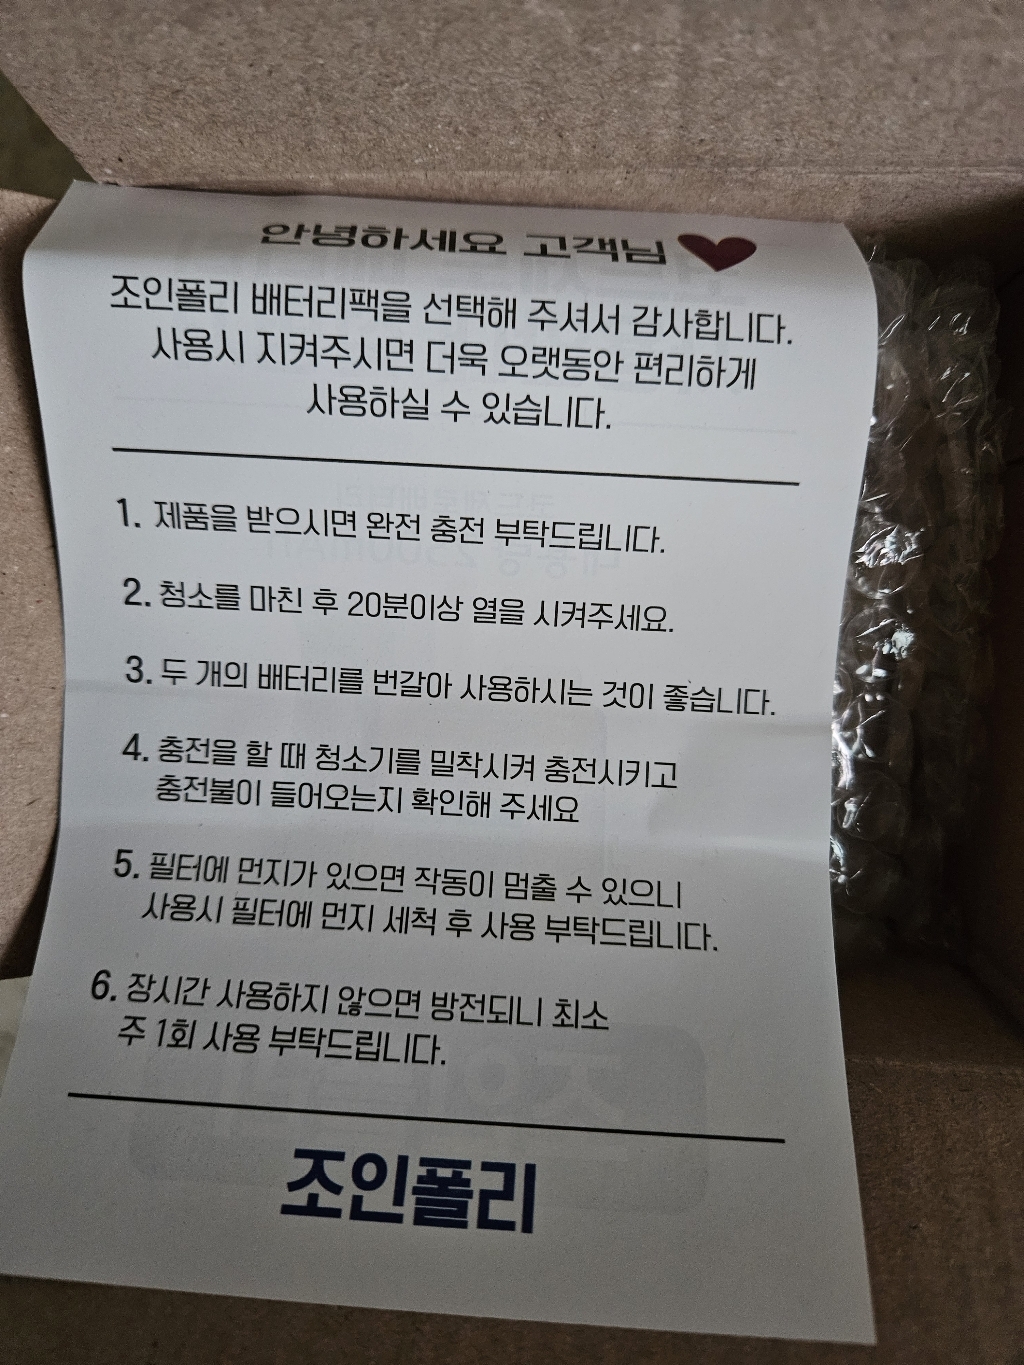 안녕하세요 고객님
조인폴리 배터리팩을 선택해 주셔서 감사합니다.
사용시 지켜주시면 더욱 오랫동안 편리하게
사용하실 수 있습니다.
1. 제품을 받으시면 완전 충전 부탁드립니다.
2. 청소를 마친 후 20분이상 열을 시켜주세요.
3. 두 개의 배터리를 번갈아 사용하시는 것이 좋습니다.
4. 충전을 할 때 청소기를 밀착시켜 충전시키고
충전불이 들어오는지 확인해 주세요
5. 필터에 먼지가 있으면 작동이 멈출 수 있으니
사용시 필터에 먼지 세척 후 사용 부탁드립니다.
6. 장시간 사용하지 않으면 방전되니 최소
주 1회 사용 부탁드립니다.
조인폴리